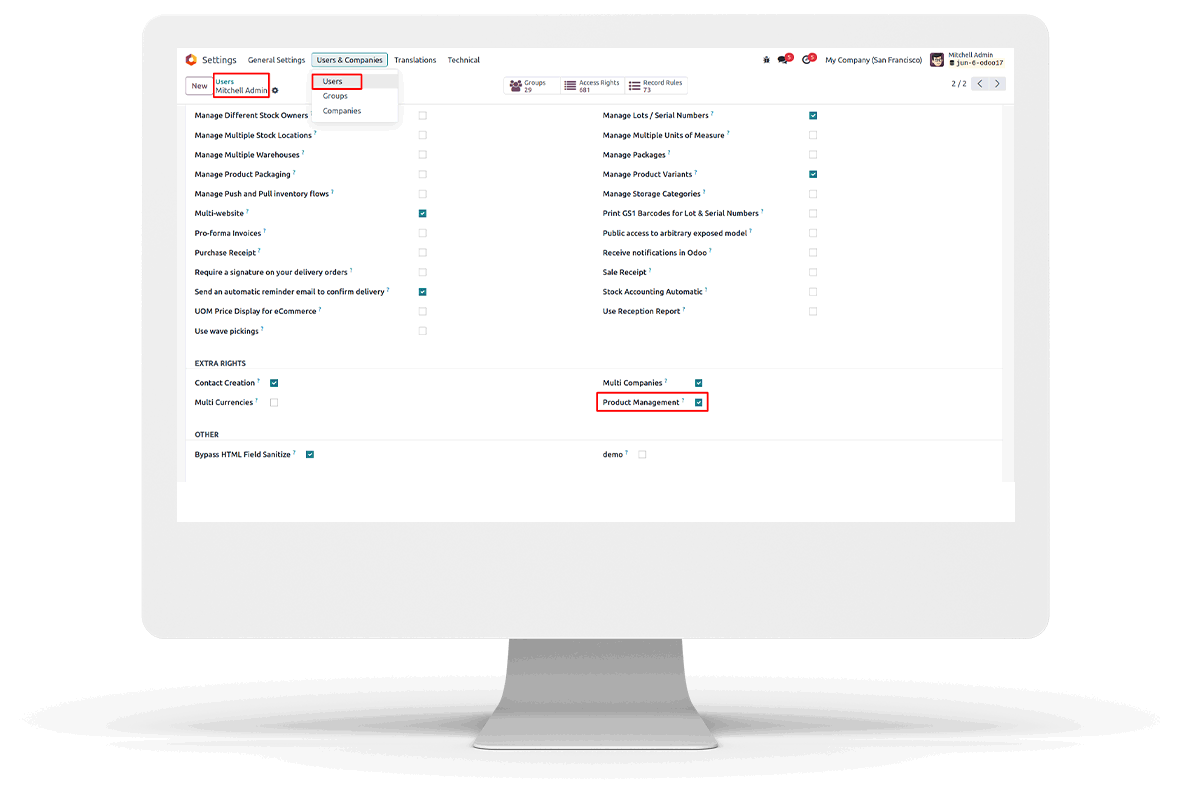 Settings General Settings Users & Companies Translations Technical
5 5 My Company (San Francisco) Mitchell Admin
jun-6-odoo17
New Users
Mitchell Admin
Users
Groups
Companies
Groups
29
Access Rights
681
Record Rules
73
2 / 2
Manage Different Stock Owners ?
Manage Lots / Serial Numbers ?
Manage Multiple Stock Locations ?
Manage Multiple Units of Measure ?
Manage Multiple Warehouses ?
Manage Packages ?
Manage Product Packaging ?
Manage Product Variants ?
Manage Push and Pull inventory flows ?
Manage Storage Categories ?
Multi-website ?
Print GS1 Barcodes for Lot & Serial Numbers ?
Pro-forma Invoices ?
Public access to arbitrary exposed model ?
Purchase Receipt ?
Receive notifications in Odoo ?
Require a signature on your delivery orders ?
Sale Receipt ?
Send an automatic reminder email to confirm delivery ?
Stock Accounting Automatic ?
UOM Price Display for eCommerce ?
Use Reception Report ?
Use wave pickings ?
EXTRA RIGHTS
Contact Creation ?
Multi Companies ?
Multi Currencies ?
Product Management ?
OTHER
Bypass HTML Field Sanitize ?
demo ?